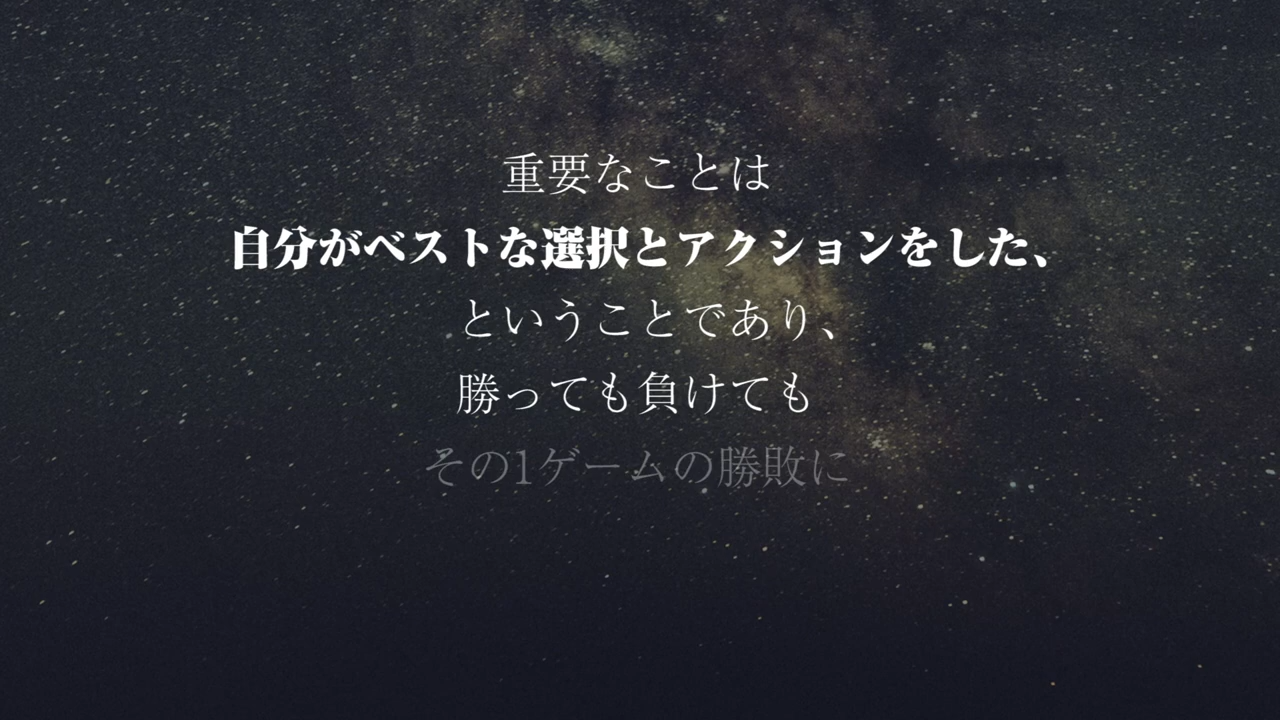 重要なことは
自分がベストな選択とアクションをした、
ということであり、
勝っても負けても
その1ゲームの勝敗に